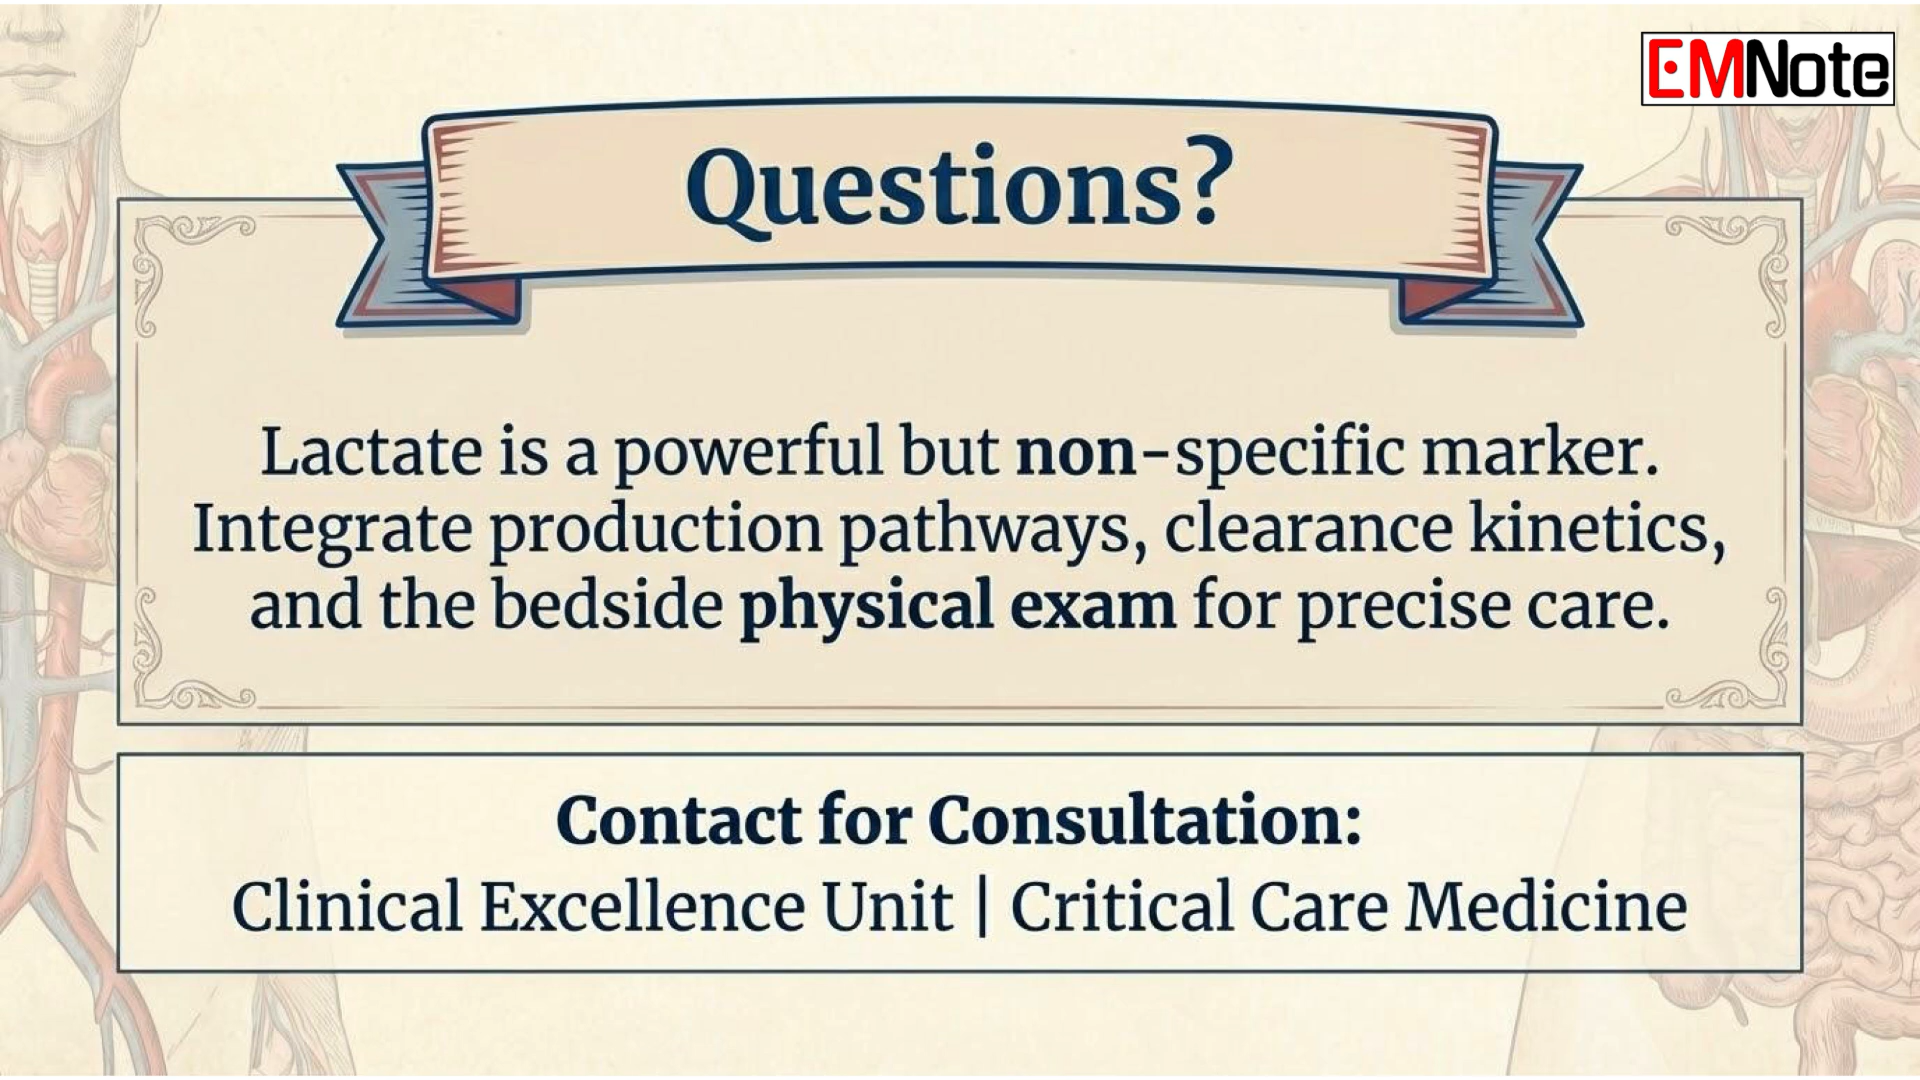 EMNote
Questions?
Lactate is a powerful but non-specific marker.
Integrate production pathways, clearance kinetics,
and the bedside physical exam for precise care.
Contact for Consultation:
Clinical Excellence Unit | Critical Care Medicine